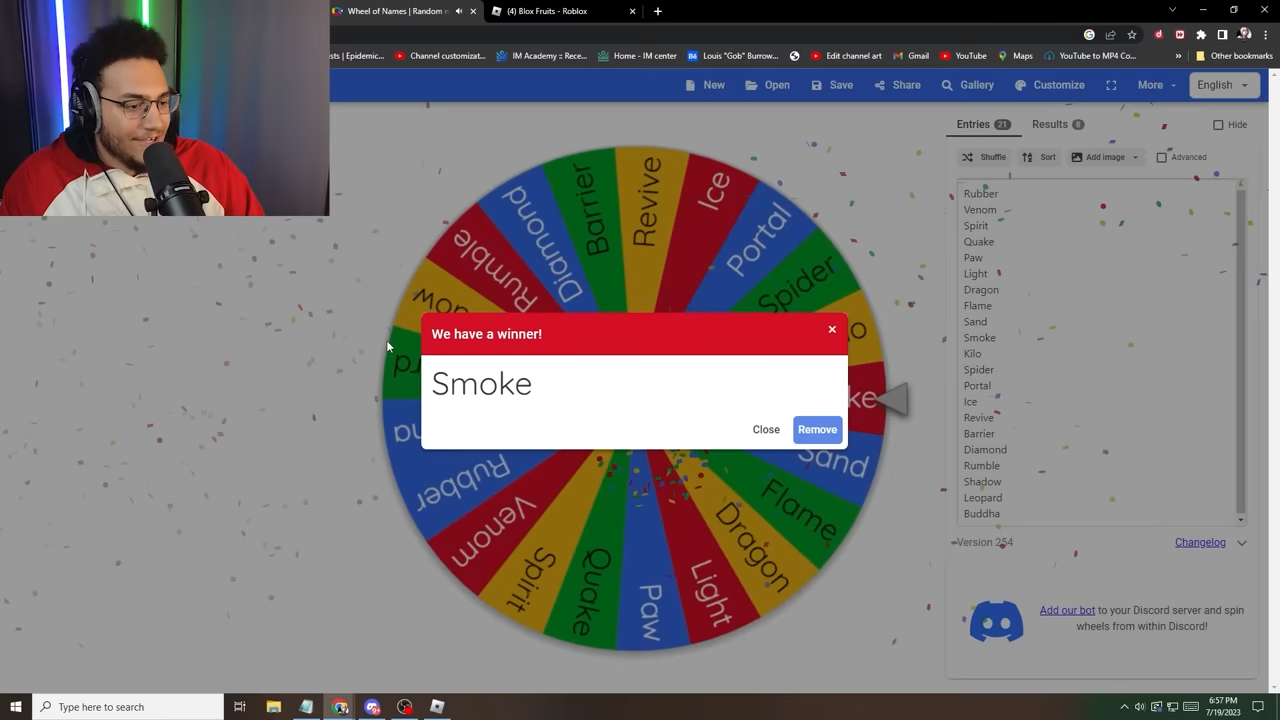 Wheel of Names | Random n
(4) Blox Fruits - Roblox
ists | Epidemic...
Channel customizat...
IM Academy :: Rece...
Home - IM center
Louis "Gob" Burrow...
Edit channel art
Gmail
YouTube
Maps
YouTube to MP4 Co...
Other bookmarks
New
Open
Save
Share
Gallery
Customize
More
English
Entries 21
Results 8
Hide
Shuffle
Sort
Add image
Advanced
Rubber
Venom
Spirit
Quake
Paw
Light
Dragon
Flame
Sand
Smoke
Kilo
Spider
Portal
Ice
Revive
Barrier
Diamond
Rumble
Shadow
Leopard
Buddha
Version 254
Changelog
Add our bot to your Discord server and spin
wheels from within Discord!
Rumble
Diamond
Barrier
Revive
Ice
Portal
Spider
o
ke
Sand
Flame
Dragon
Light
Paw
Quake
Spirit
Venom
Rubber
We have a winner!
Smoke
Close
Remove
Type here to search
6:57 PM
7/19/2023